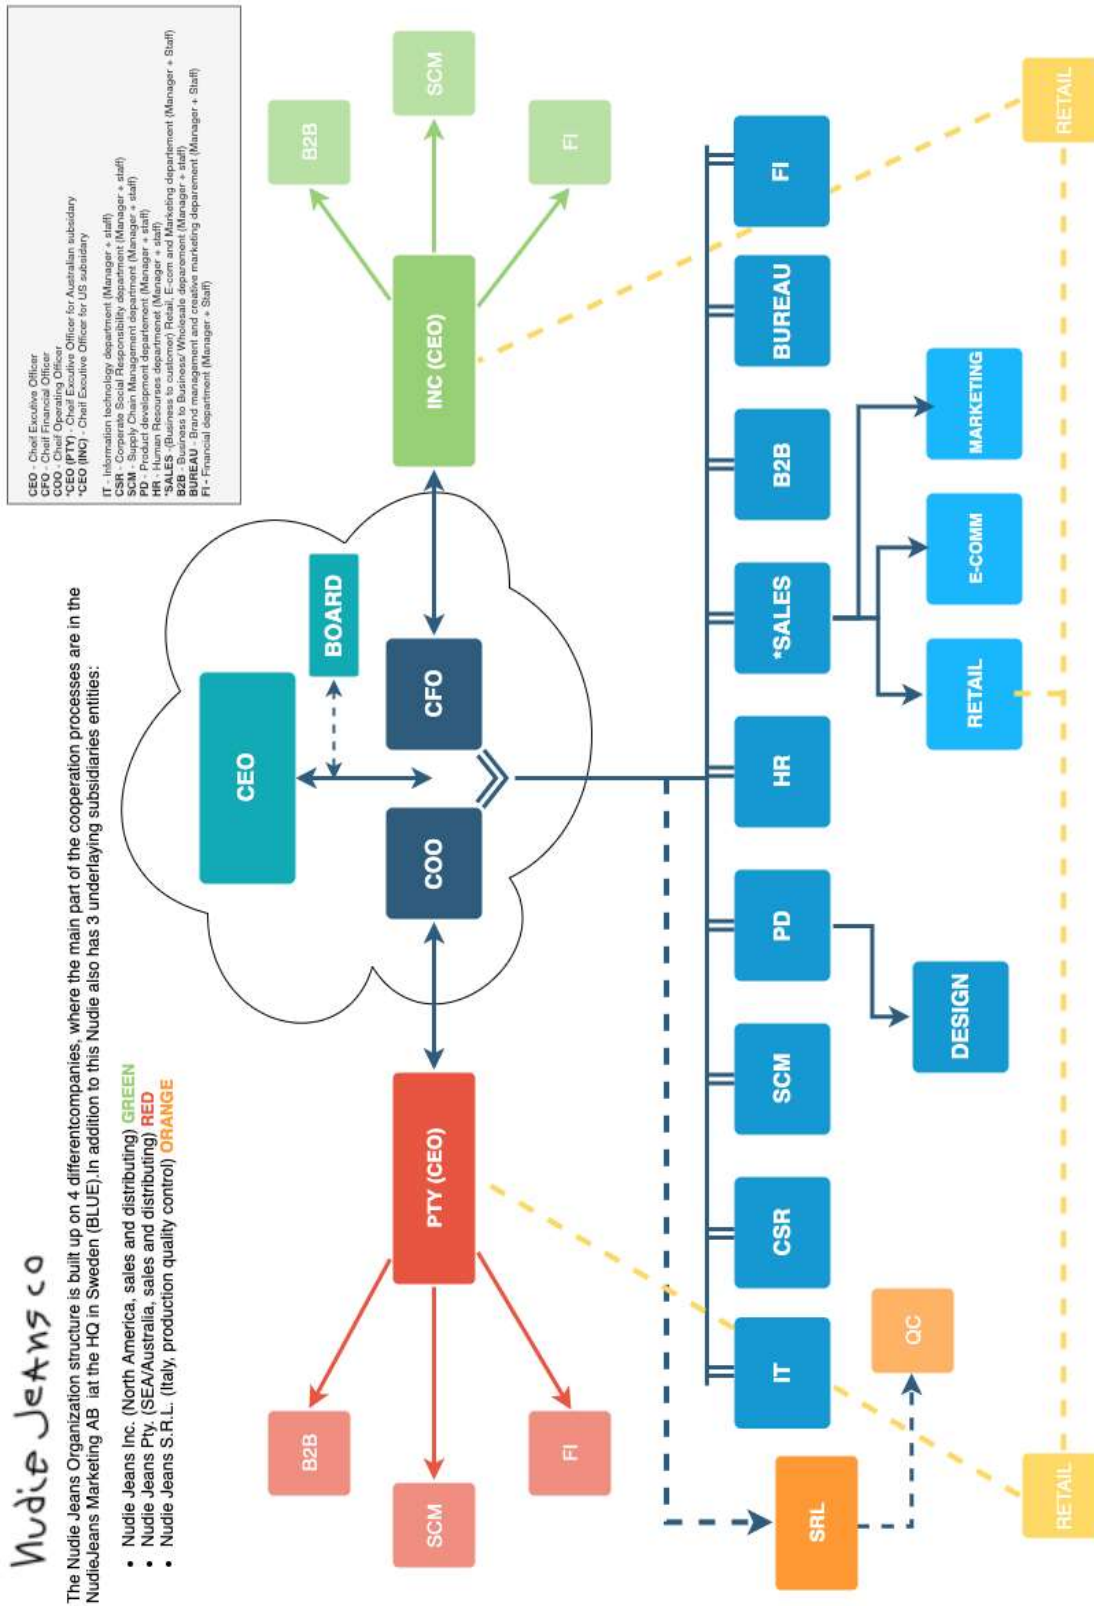 Nudie Jeans co
The Nudie Jeans Organization structure is built up on 4 differentcompanies, where the main part of the cooperation processes are in the
NudieJeans Marketing AB iat the HQ in Sweden (BLUE).In addition to this Nudie also has 3 underlaying subsidiaries entities:
• Nudie Jeans Inc. (North America, sales and distributing) GREEN
• Nudie Jeans Pty. (SEA/Australia, sales and distributing) RED
• Nudie Jeans S.R.L. (Italy, production quality control) ORANGE
CEO - Cheif Excutive Officer
CFO - Cheif Financial Officer
COO - Cheif Operating Officer
*CEO (PTY) - Cheif Executive Officer for Australian subsidary
*CEO (INC) - Cheif Executive Officer for US subsidary
IT - Information technology department (Manager + staff)
CSR - Corporate Social Responsibility department (Manager + staff)
SCM - Supply Chain Management department (Manager + staff)
PD - Product development departement (Manager + staff)
HR - Human Resourses departmenet (Manager + staff)
*SALES -(Business to customer) Retail, E-com and Marketing departement (Manager + Staff)
B2B - Business to Business/ Wholesale deparement (Manager + staff)
BUREAU - Brand management and creative marketing deparement (Manager + Staff)
FI - Financial department (Manager + Staff)
CEO
BOARD
B2B
B2B
SCM
PTY (CEO)
COO
CFO
INC (CEO)
SCM
FI
FI
SRL
IT
CSR
SCM
PD
HR
*SALES
B2B
BUREAU
FI
QC
DESIGN
RETAIL
E-COMM
MARKETING
RETAIL
RETAIL